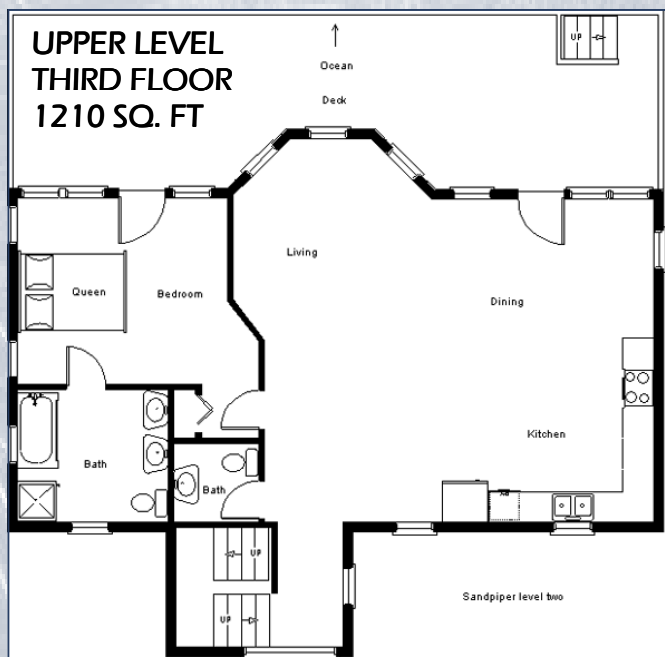 UPPER LEVEL
THIRD FLOOR
1210 SQ. FT
UP
Ocean
Deck
Living
Queen
Bedroom
Dining
Kitchen
Bath
Bath
UP
UP
Sandpiper level two